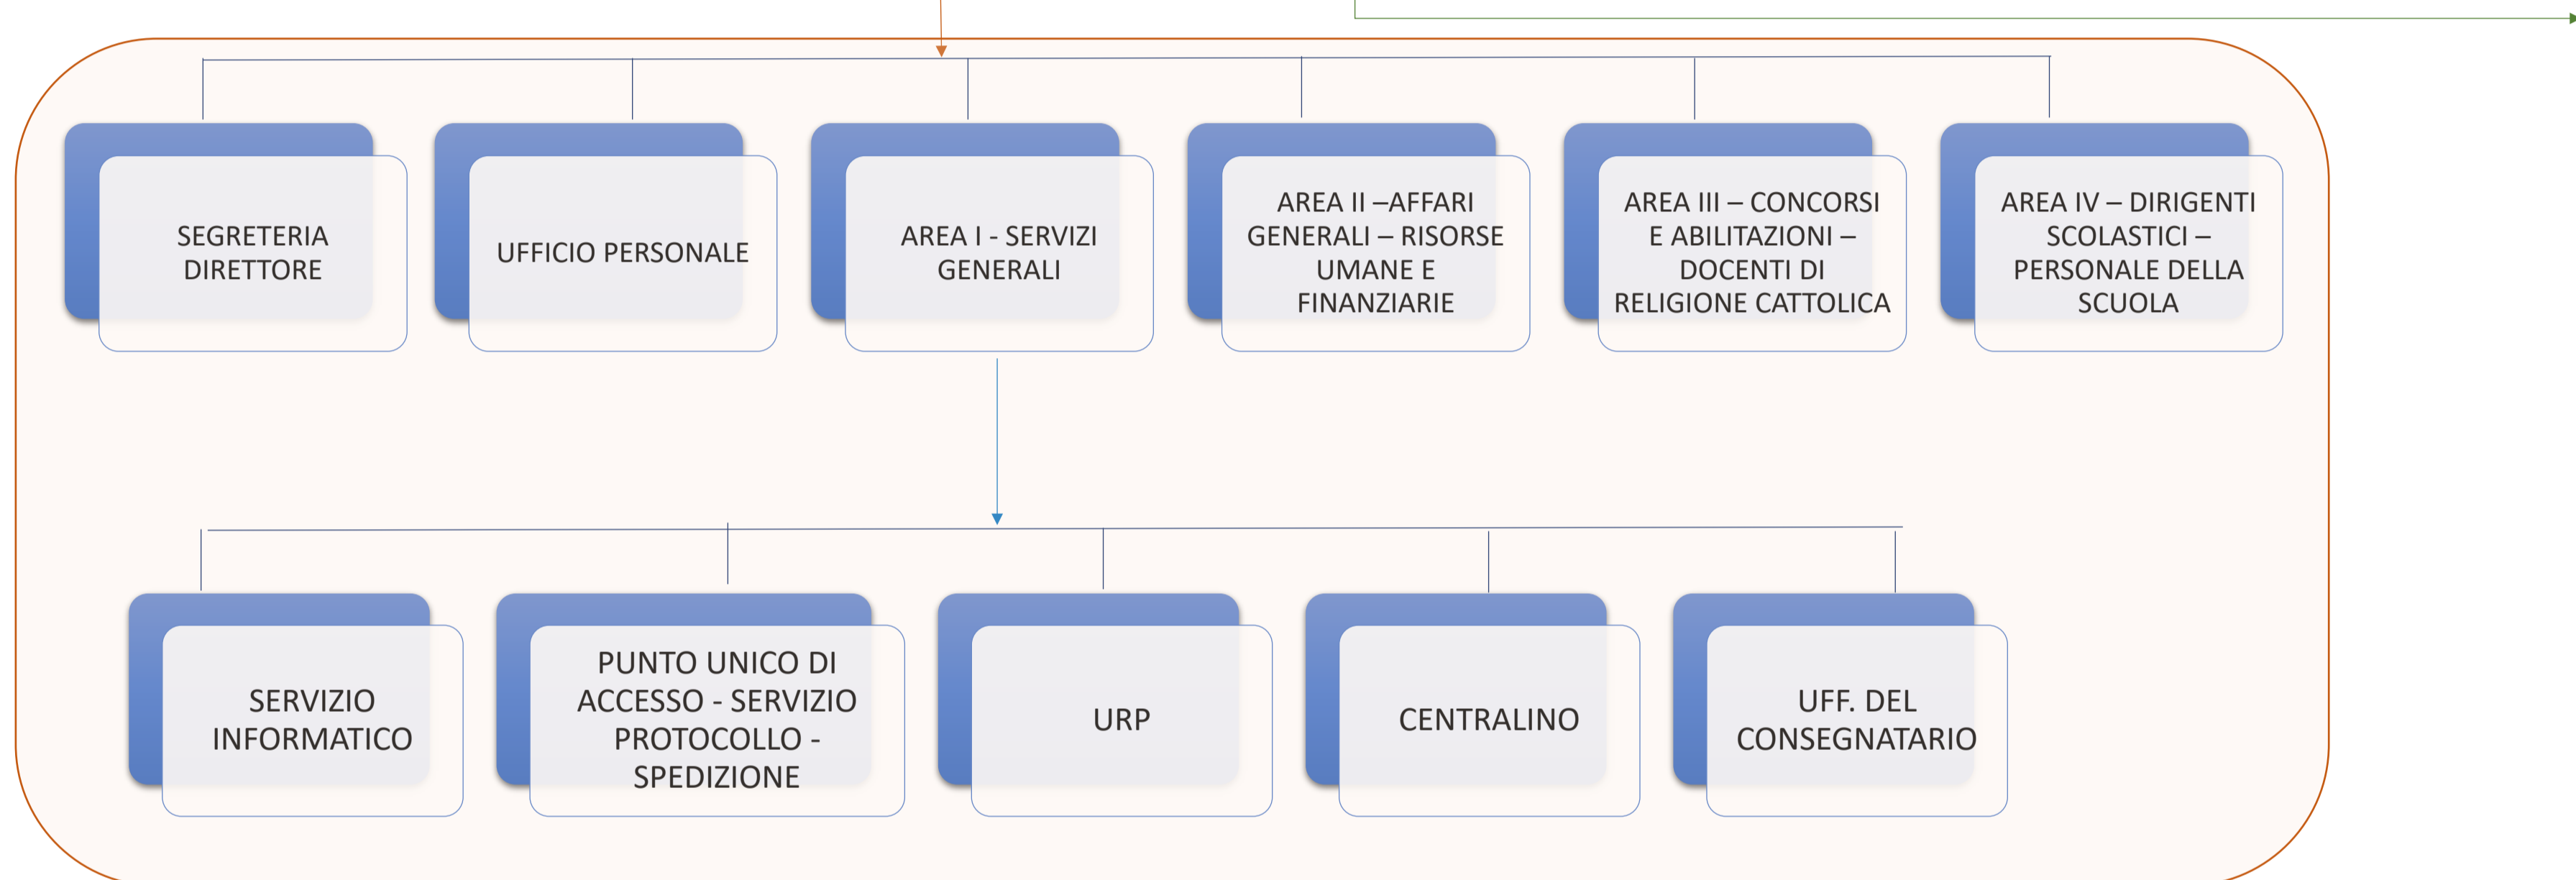 SEGRETERIA
DIRETTORE
UFFICIO PERSONALE
AREA I - SERVIZI
GENERALI
AREA II –AFFARI
GENERALI – RISORSE
UMANE E
FINANZIARIE
AREA III – CONCORSI
E ABILITAZIONI –
DOCENTI DI
RELIGIONE CATTOLICA
AREA IV – DIRIGENTI
SCOLASTICI –
PERSONALE DELLA
SCUOLA
SERVIZIO
INFORMATICO
PUNTO UNICO DI
ACCESSO - SERVIZIO
PROTOCOLLO -
SPEDIZIONE
URP
CENTRALINO
UFF. DEL
CONSEGNATARIO